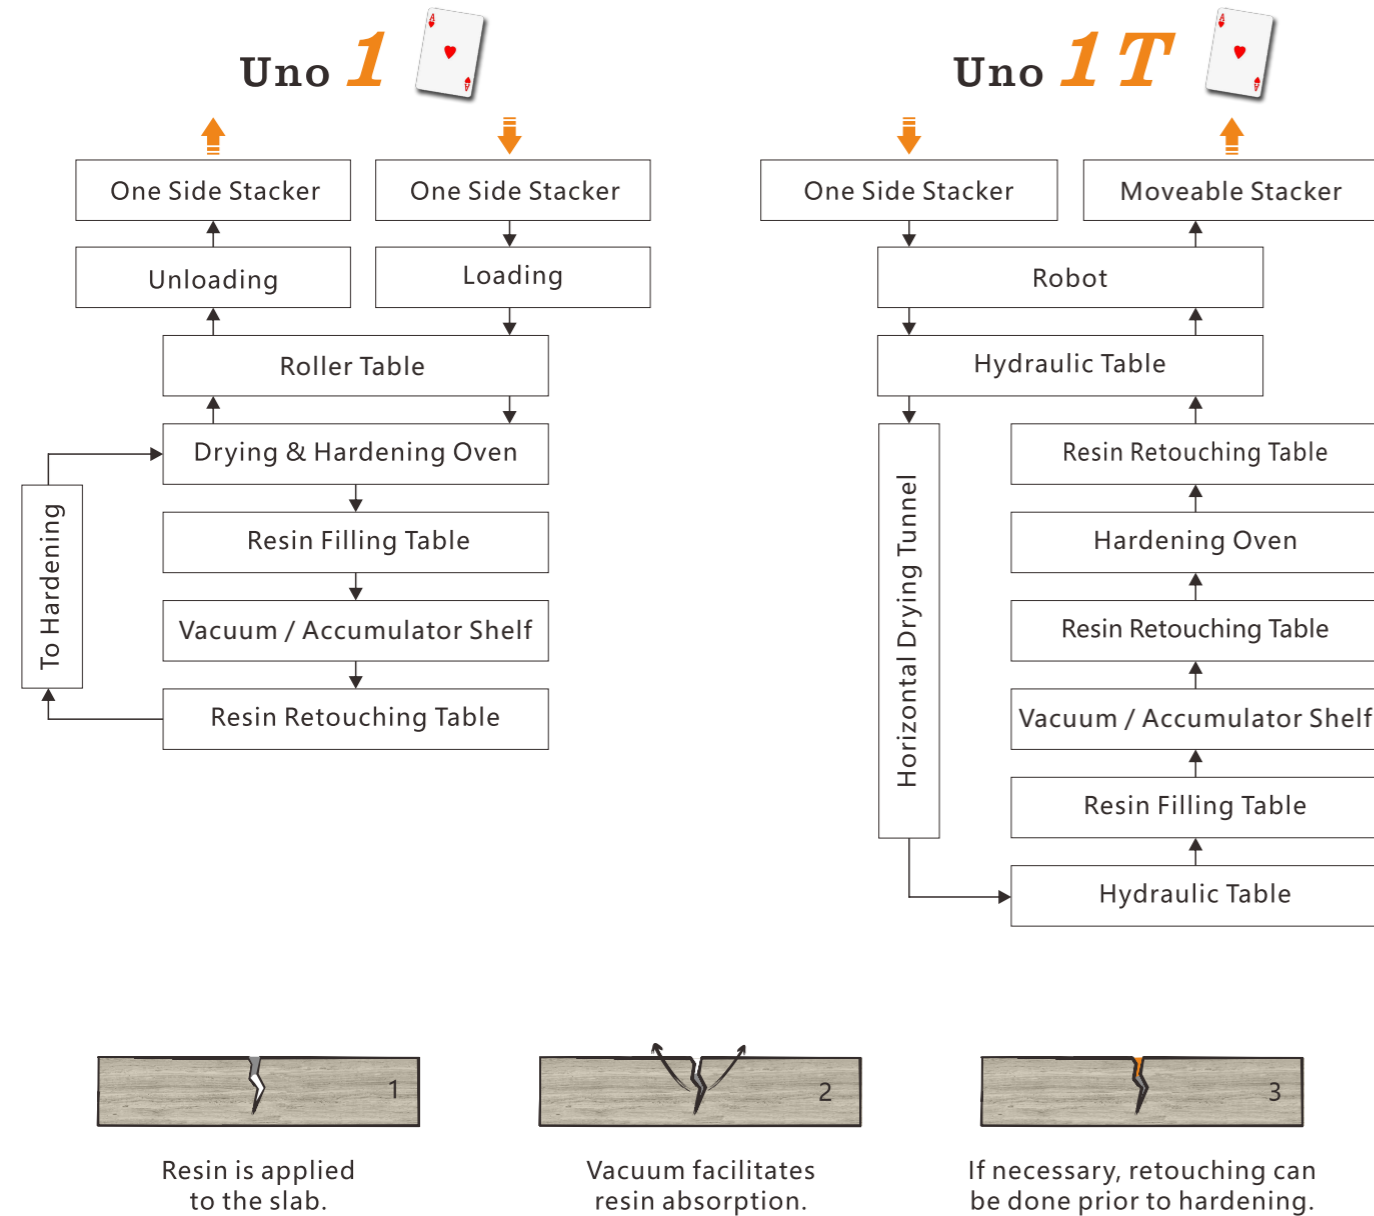 Uno 1
One Side Stacker
One Side Stacker
Unloading
Loading
Roller Table
Drying & Hardening Oven
To Hardening
Resin Filling Table
Vacuum / Accumulator Shelf
Resin Retouching Table
Uno 1 T
One Side Stacker
Moveable Stacker
Robot
Hydraulic Table
Horizontal Drying Tunnel
Resin Retouching Table
Hardening Oven
Resin Retouching Table
Vacuum / Accumulator Shelf
Resin Filling Table
Hydraulic Table
1
Resin is applied
to the slab.
2
Vacuum facilitates
resin absorption.
3
If necessary, retouching can
be done prior to hardening.